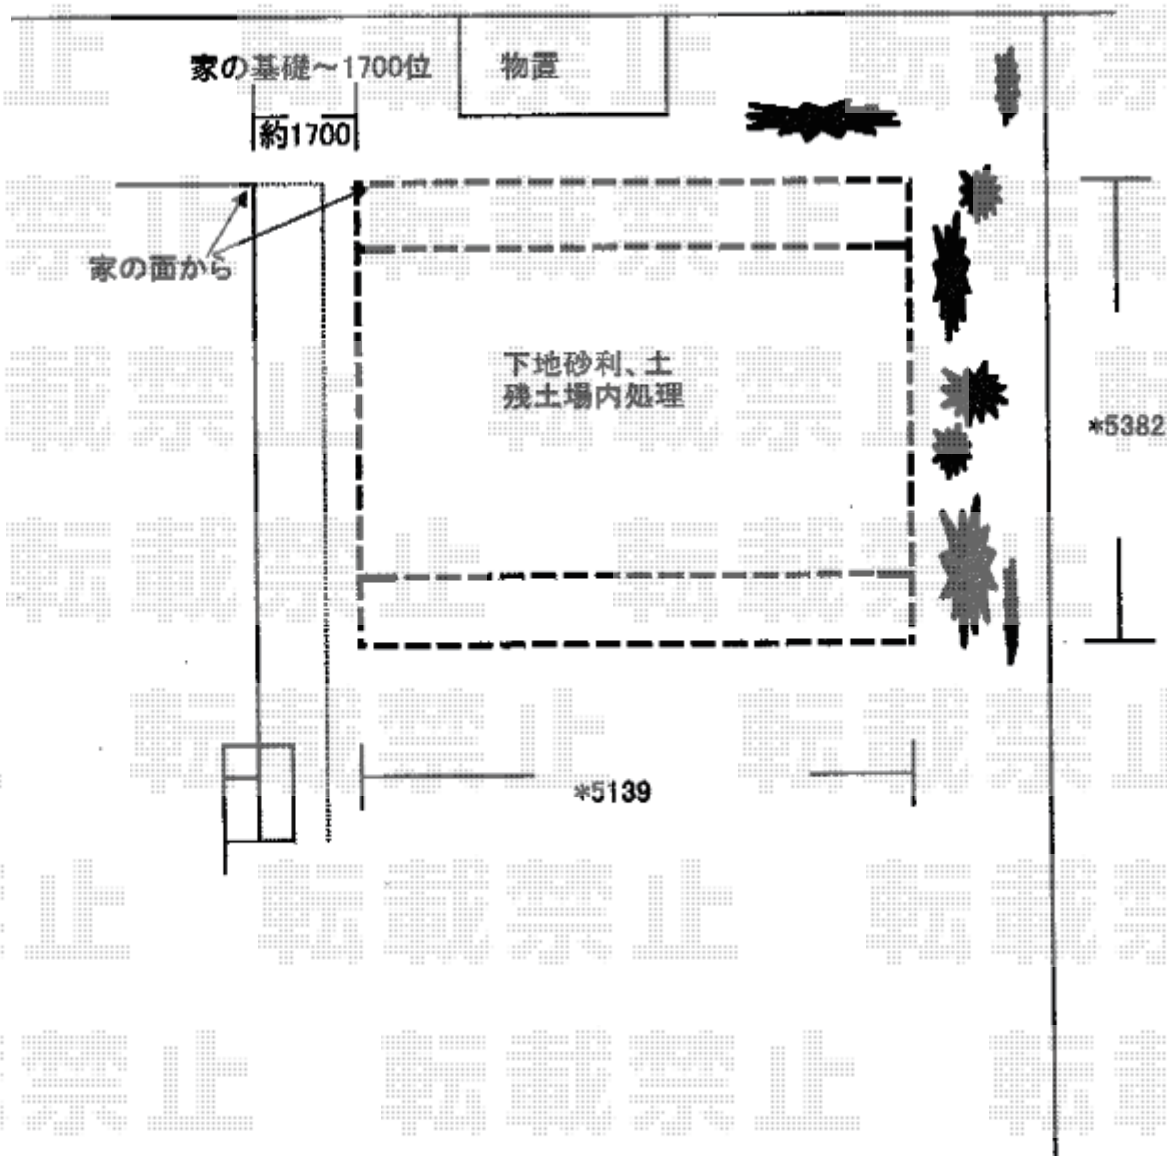 家の基礎～1700位
物置
約1700
家の面から
下地砂利、土
残土場内処理
*5382
*5139
転載禁止